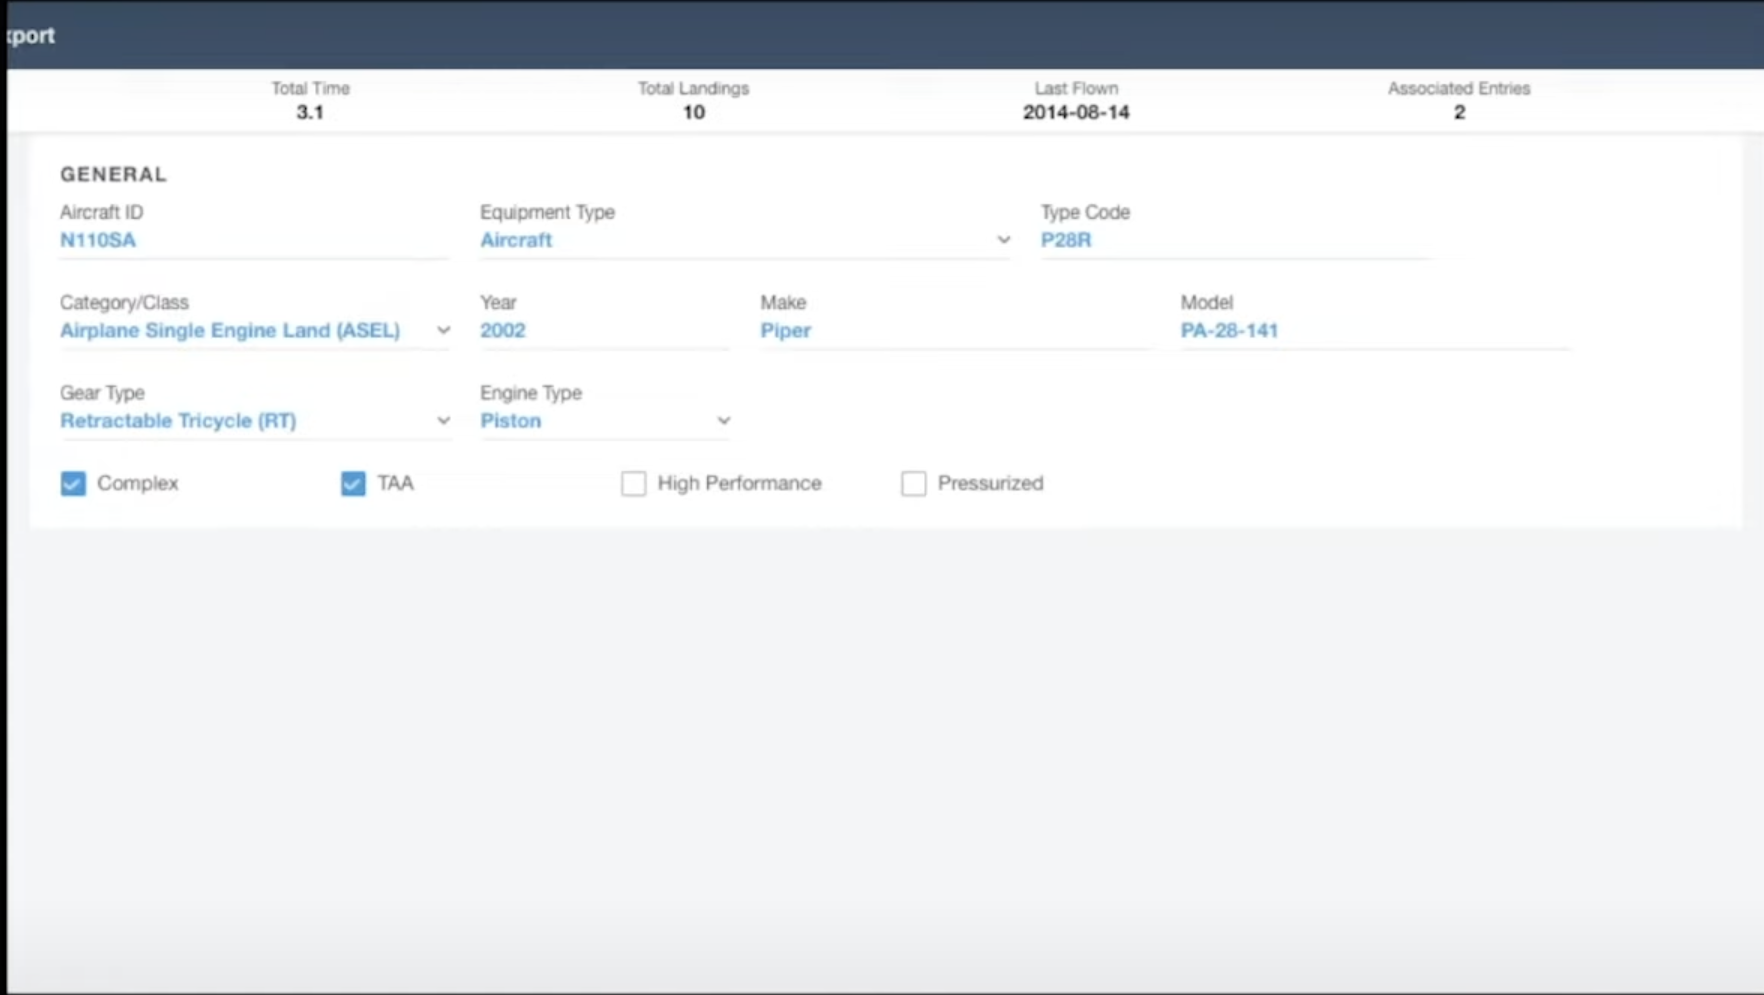 Total Time
3.1
Total Landings
10
Last Flown
2014-08-14
Associated Entries
2
GENERAL
Aircraft ID
N110SA
Equipment Type
Aircraft
Type Code
P28R
Category/Class
Airplane Single Engine Land (ASEL)
Year
2002
Make
Piper
Model
PA-28-141
Gear Type
Retractable Tricycle (RT)
Engine Type
Piston
Complex
TAA
High Performance
Pressurized